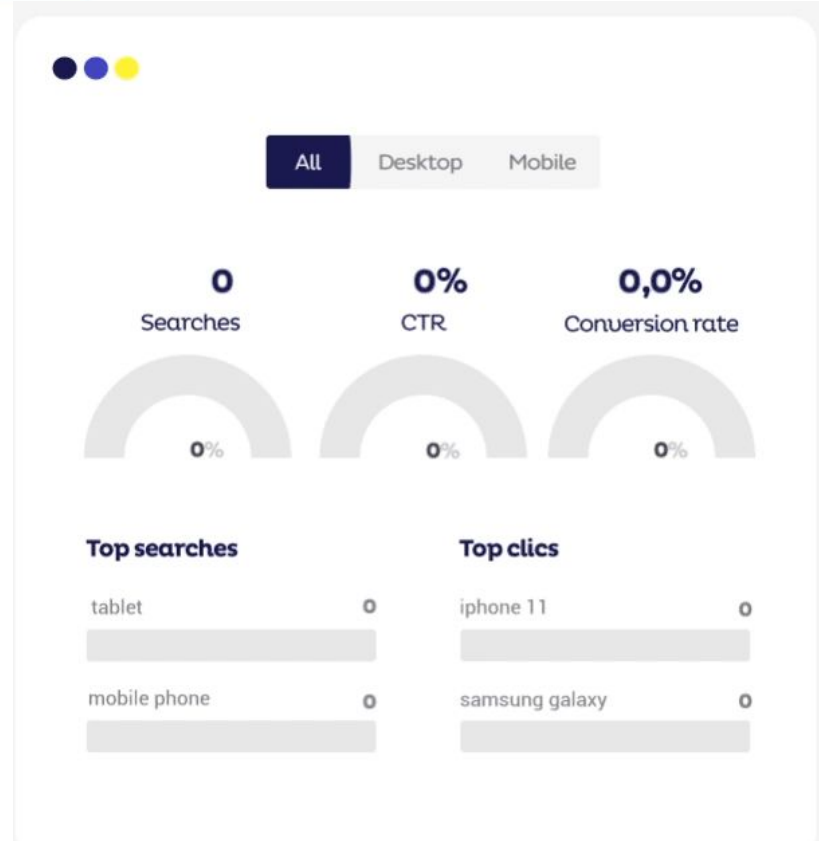 All Desktop Mobile
0 0% 0,0%
Searches CTR Conversion rate
0% 0% 0%
Top searches Top clics
tablet 0 iphone 11 0
mobile phone 0 samsung galaxy 0